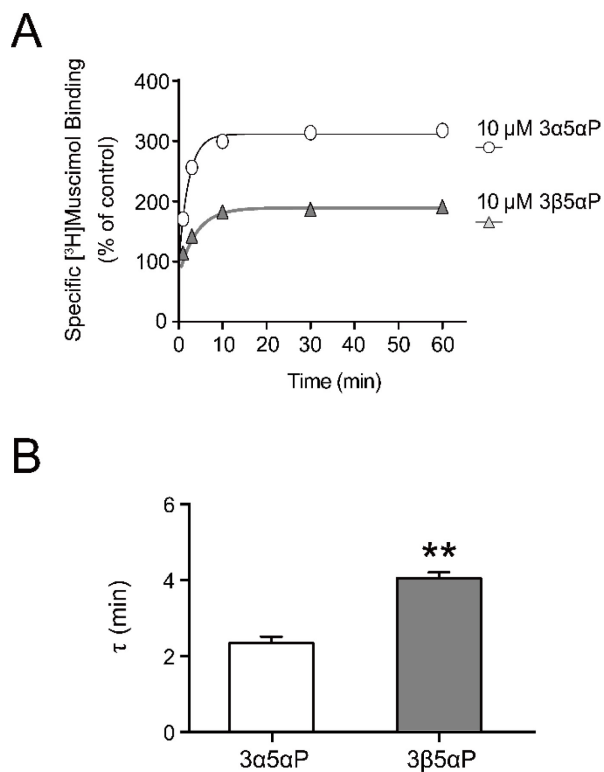 A
Specific [³H]Muscimol Binding
(% of control)
400
300
200
100
0
0 10 20 30 40 50 60
Time (min)
10 µM 3α5αP
10 µM 3β5αP
B
τ (min)
6
4
2
0
**
3α5αP 3β5αP